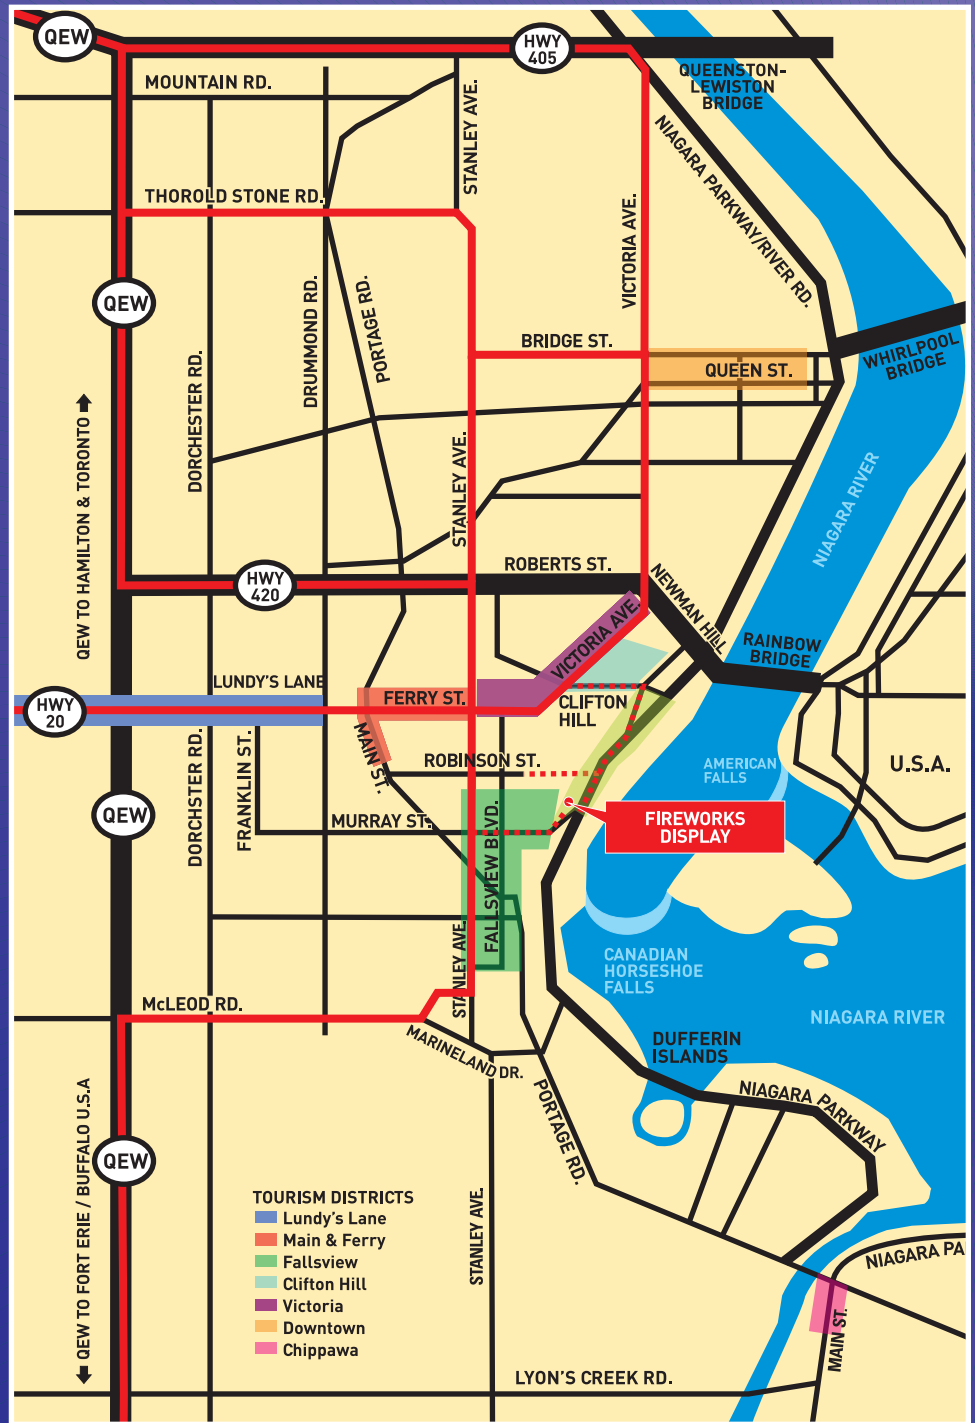 QEW
HWY
405
QUEENSTON-
LEWISTON
BRIDGE
MOUNTAIN RD.
STANLEY AVE.
NIAGARA PARKWAY/RIVER RD.
THOROLD STONE RD.
VICTORIA AVE.
QEW
DRUMMOND RD.
PORTAGE RD.
BRIDGE ST.
QUEEN ST.
WHIRLPOOL
BRIDGE
DORCHESTER RD.
QEW TO HAMILTON & TORONTO
STANLEY AVE.
NIAGARA RIVER
ROBERTS ST.
HWY
420
NEWMAN HILL
VICTORIA AVE.
RAINBOW
BRIDGE
LUNDY'S LANE
HWY
20
FERRY ST.
CLIFTON
HILL
MAIN ST.
ROBINSON ST.
AMERICAN
FALLS
U.S.A.
DORCHSTER RD.
FRANKLIN ST.
QEW
MURRAY ST.
FIREWORKS
DISPLAY
FALLSVIEW BLVD.
STANLEY AVE.
CANADIAN
HORSESHOE
FALLS
McLEOD RD.
NIAGARA RIVER
MARINELAND DR.
DUFFERIN
ISLANDS
NIAGARA PARKWAY
PORTAGE RD.
QEW
QEW TO FORT ERIE / BUFFALO U.S.A
STANLEY AVE.
TOURISM DISTRICTS
Lundy's Lane
Main & Ferry
Fallsview
Clifton Hill
Victoria
Downtown
Chippawa
NIAGARA PA
MAIN ST.
LYON'S CREEK RD.